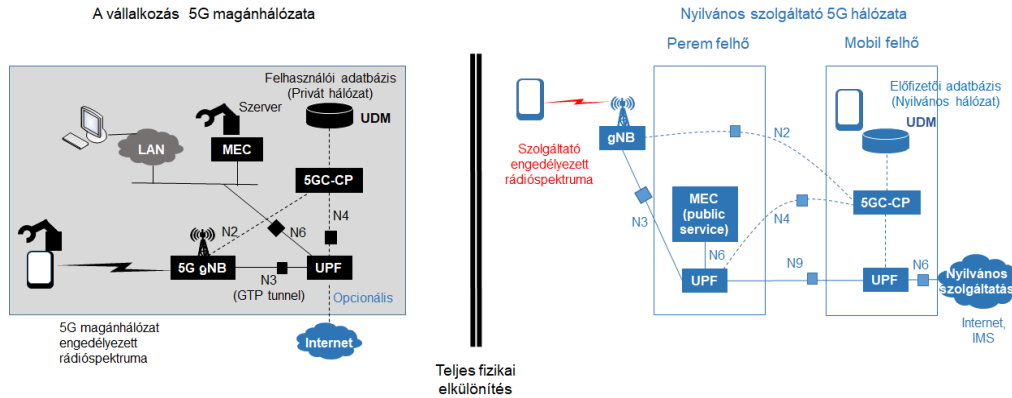 A vállalkozás 5G magánhálózata
Felhasználói adatbázis
(Privát hálózat)
Szerver
UDM
LAN
MEC
5GC-CP
N4
N2
N6
5G gNB
N3
(GTP tunnel)
UPF
Opcionális
Internet
5G magánhálózat
engedélyezett
rádióspektruma
Teljes fizikai
elkülönítés
Nyilvános szolgáltató 5G hálózata
Perem felhő
Mobil felhő
Előfizetői adatbázis
(Nyilvános hálózat)
UDM
gNB
N2
Szolgáltató
engedélyezett
rádióspektruma
N3
MEC
(public
service)
5GC-CP
N4
N6
UPF
N9
UPF
N6
Nyilvános
szolgáltatás
Internet,
IMS